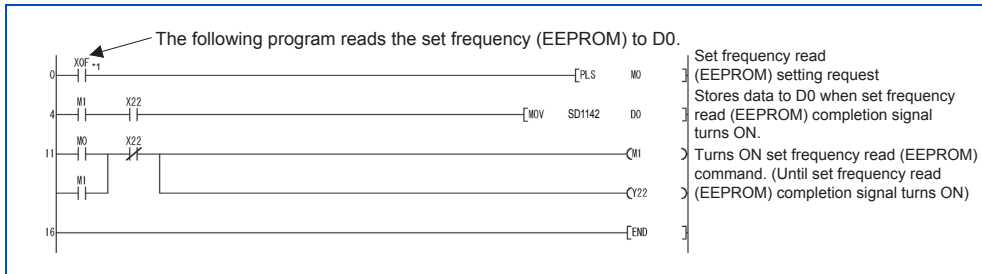 The following program reads the set frequency (EEPROM) to D0.
X0F *1
0 [PLS M0 ]
Set frequency read
(EEPROM) setting request
M1 X22
4 [MOV SD1142 D0 ]
Stores data to D0 when set frequency
read (EEPROM) completion signal
turns ON.
M0 X22
11 (M1 )
Turns ON set frequency read (EEPROM)
command. (Until set frequency read
(EEPROM) completion signal turns ON)
M1
(Y22 )
16 [END ]